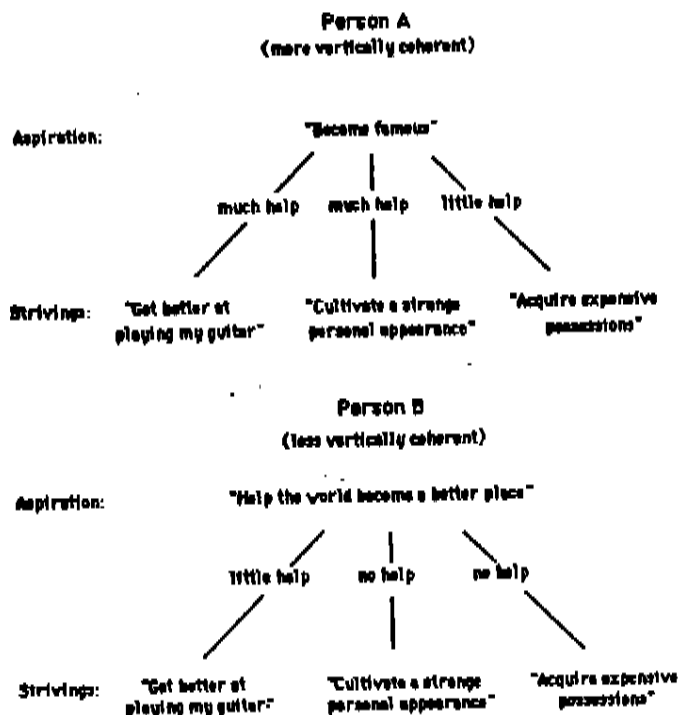 Person A
(more vertically coherent)
Aspiration:
"Become famous"
much help much help little help
Strivings:
"Get better at
playing my guitar"
"Cultivate a strange
personal appearance"
"Acquire expensive
possessions"
Person B
(less vertically coherent)
Aspiration:
"Help the world become a better place"
little help no help no help
Strivings:
"Get better at
playing my guitar"
"Cultivate a strange
personal appearance"
"Acquire expensive
possessions"